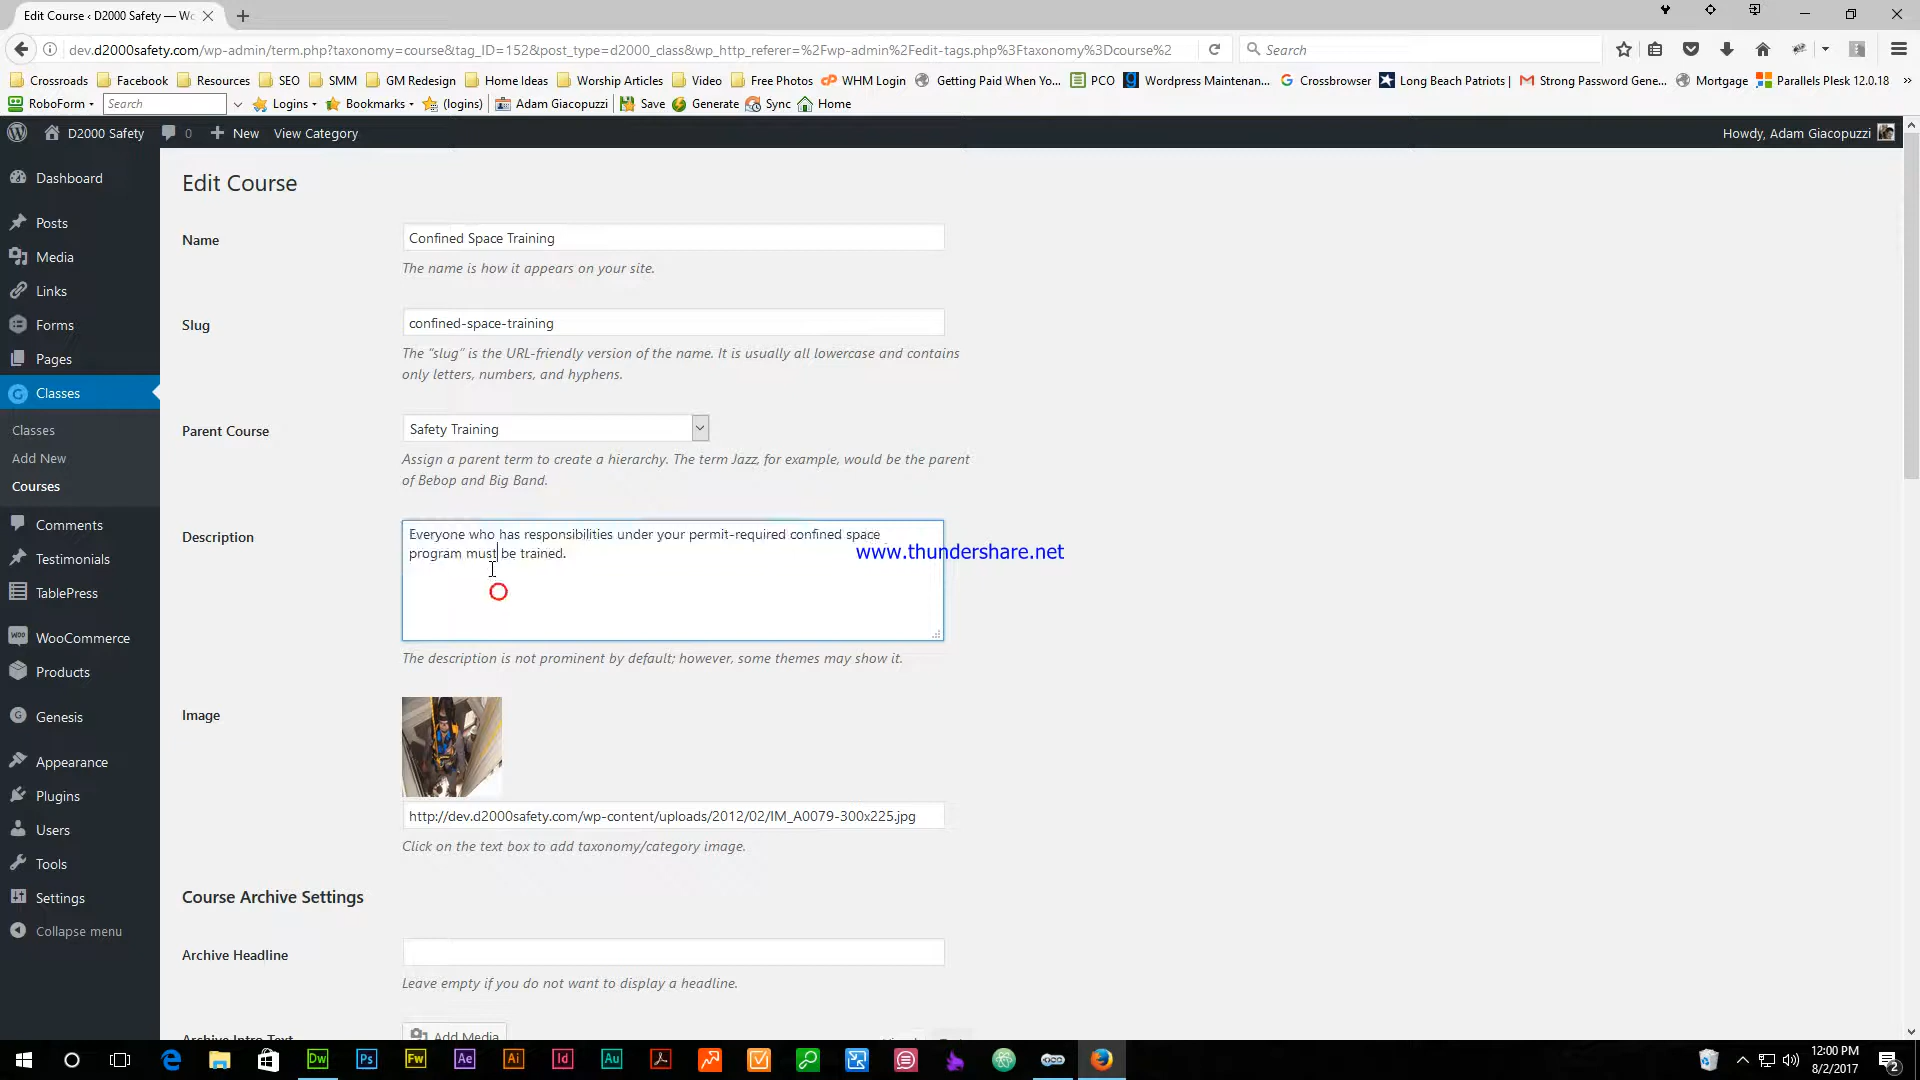 Edit Course ‹ D2000 Safety — Wo
dev.d2000safety.com/wp-admin/term.php?taxonomy=course&tag_ID=152&post_type=d2000_class&wp_http_referer=%2Fwp-admin%2Fedit-tags.php%3Ftaxonomy%3Dcourse%2
Search
Crossroads Facebook Resources SEO SMM GM Redesign Home Ideas Worship Articles Video Free Photos WHM Login Getting Paid When Yo... PCO Wordpress Maintenan... Crossbrowser Long Beach Patriots | Strong Password Gene... Mortgage Parallels Plesk 12.0.18 »
RoboForm Search Logins Bookmarks (logins) Adam Giacopuzzi Save Generate Sync Home
D2000 Safety 0 + New View Category Howdy, Adam Giacopuzzi
Dashboard
Posts
Media
Links
Forms
Pages
Classes
Classes
Add New
Courses
Comments
Testimonials
TablePress
WooCommerce
Products
Genesis
Appearance
Plugins
Users
Tools
Settings
Collapse menu
Edit Course
Name
Confined Space Training
The name is how it appears on your site.
Slug
confined-space-training
The “slug” is the URL-friendly version of the name. It is usually all lowercase and contains
only letters, numbers, and hyphens.
Parent Course
Safety Training
Assign a parent term to create a hierarchy. The term Jazz, for example, would be the parent
of Bebop and Big Band.
Description
Everyone who has responsibilities under your permit-required confined space
program must be trained.
www.thundershare.net
The description is not prominent by default; however, some themes may show it.
Image
http://dev.d2000safety.com/wp-content/uploads/2012/02/IM_A0079-300x225.jpg
Click on the text box to add taxonomy/category image.
Course Archive Settings
Archive Headline
Leave empty if you do not want to display a headline.
Archive Intro Text
Add Media
Dw Ps Fw Ae Ai Id Au
12:00 PM
8/2/2017
2